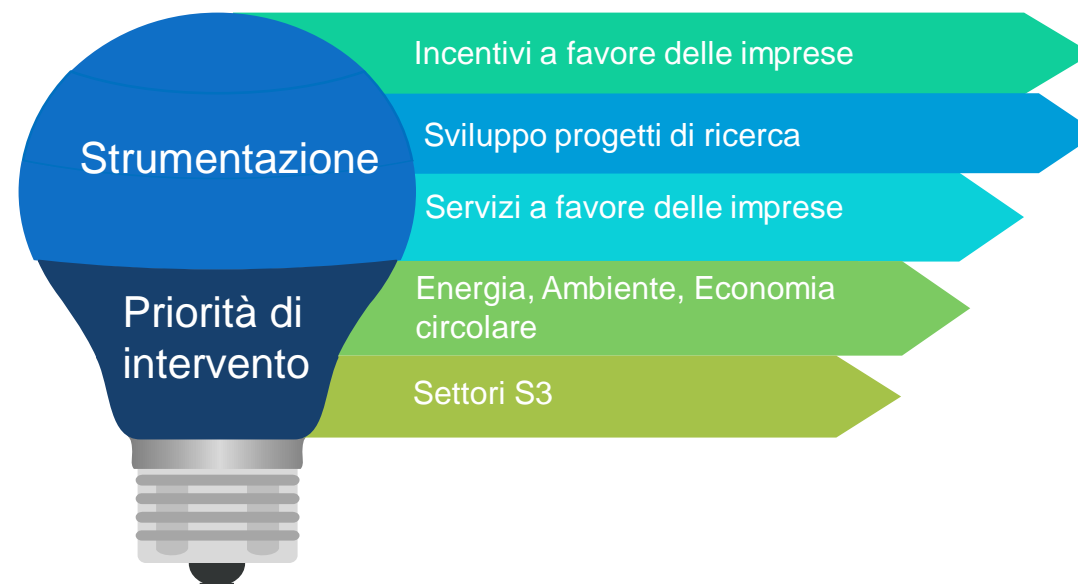 Incentivi a favore delle imprese
Sviluppo progetti di ricerca
Strumentazione
Servizi a favore delle imprese
Energia, Ambiente, Economia
circolare
Priorità di
intervento
Settori S3